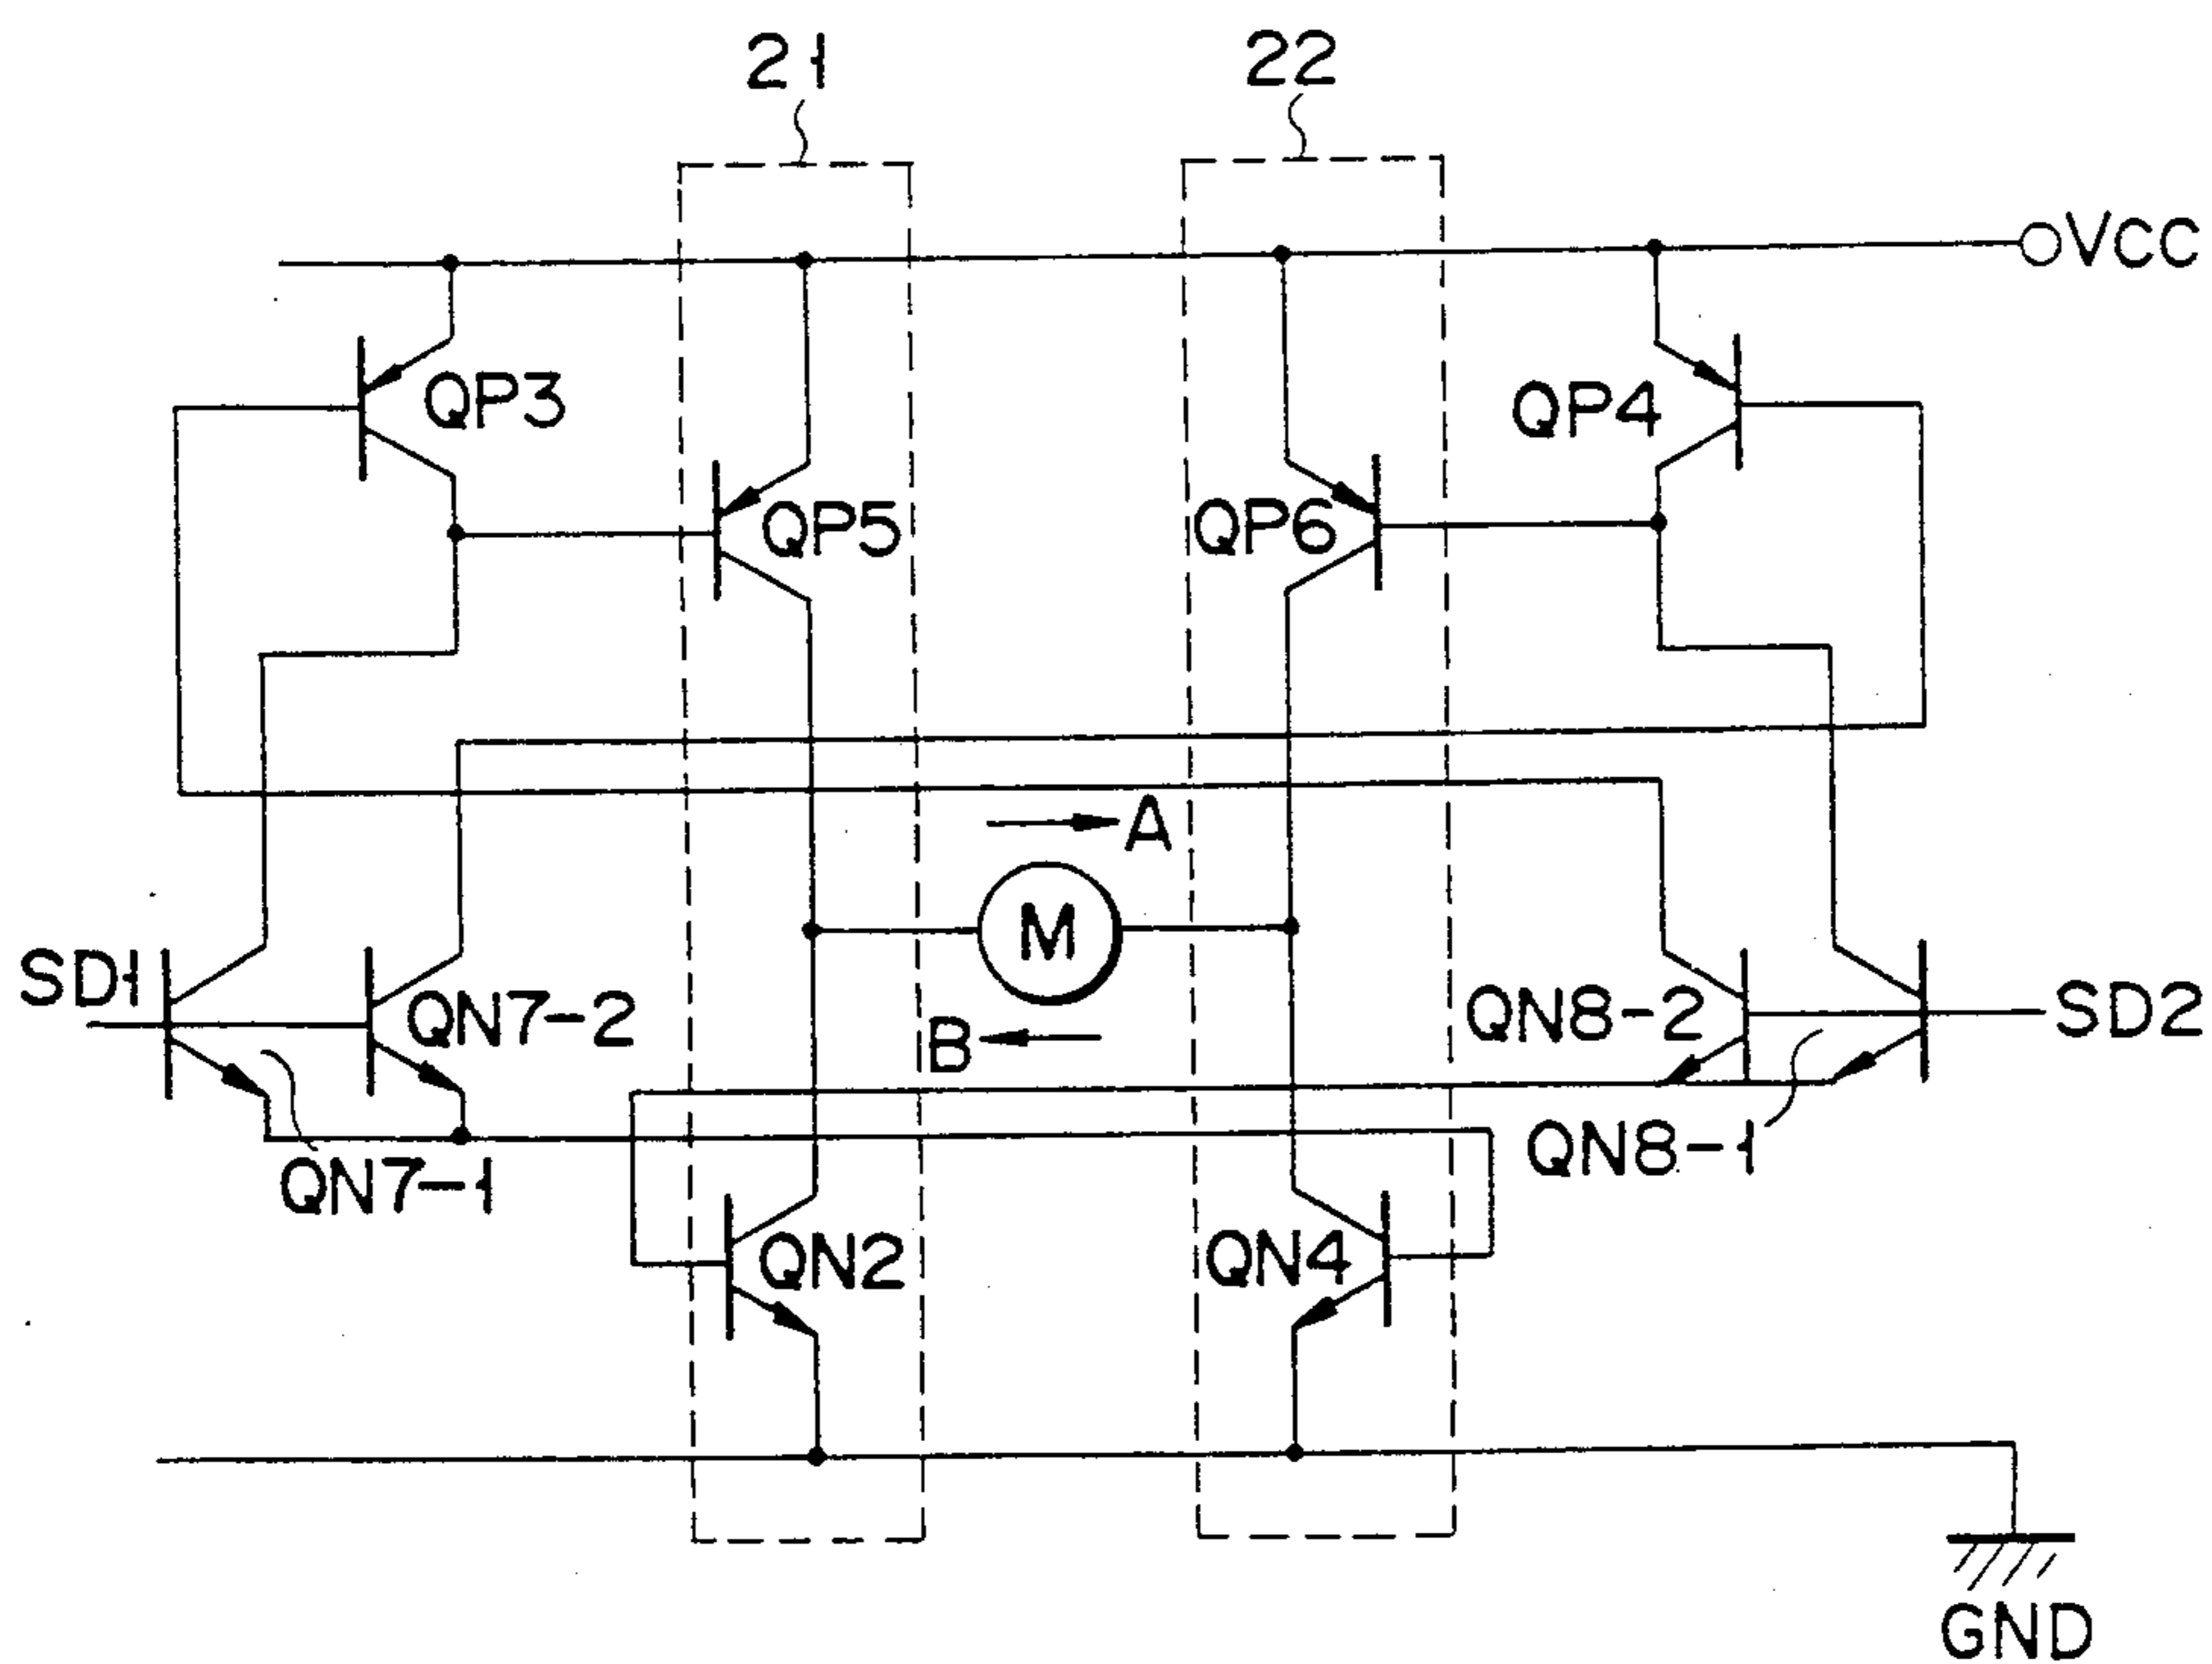 21
22
VCC
QP3
QP4
QP5
QP6
A
M
SD1
QN7-2
B
QN8-2
SD2
QN7-1
QN8-1
QN2
QN4
GND